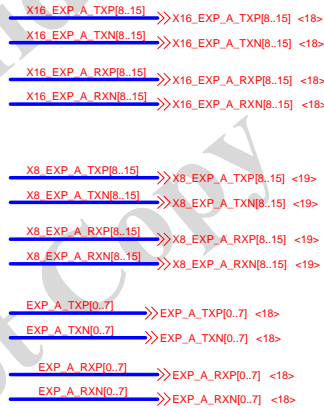 X16_EXP_A_TXP[8..15] X16_EXP_A_TXP[8..15] <18>
X16_EXP_A_TXN[8..15] X16_EXP_A_TXN[8..15] <18>
X16_EXP_A_RXP[8..15] X16_EXP_A_RXP[8..15] <18>
X16_EXP_A_RXN[8..15] X16_EXP_A_RXN[8..15] <18>
X8_EXP_A_TXP[8..15] X8_EXP_A_TXP[8..15] <19>
X8_EXP_A_TXN[8..15] X8_EXP_A_TXN[8..15] <19>
X8_EXP_A_RXP[8..15] X8_EXP_A_RXP[8..15] <19>
X8_EXP_A_RXN[8..15] X8_EXP_A_RXN[8..15] <19>
EXP_A_TXP[0..7] EXP_A_TXP[0..7] <18>
EXP_A_TXN[0..7] EXP_A_TXN[0..7] <18>
EXP_A_RXP[0..7] EXP_A_RXP[0..7] <18>
EXP_A_RXN[0..7] EXP_A_RXN[0..7] <18>
Copy